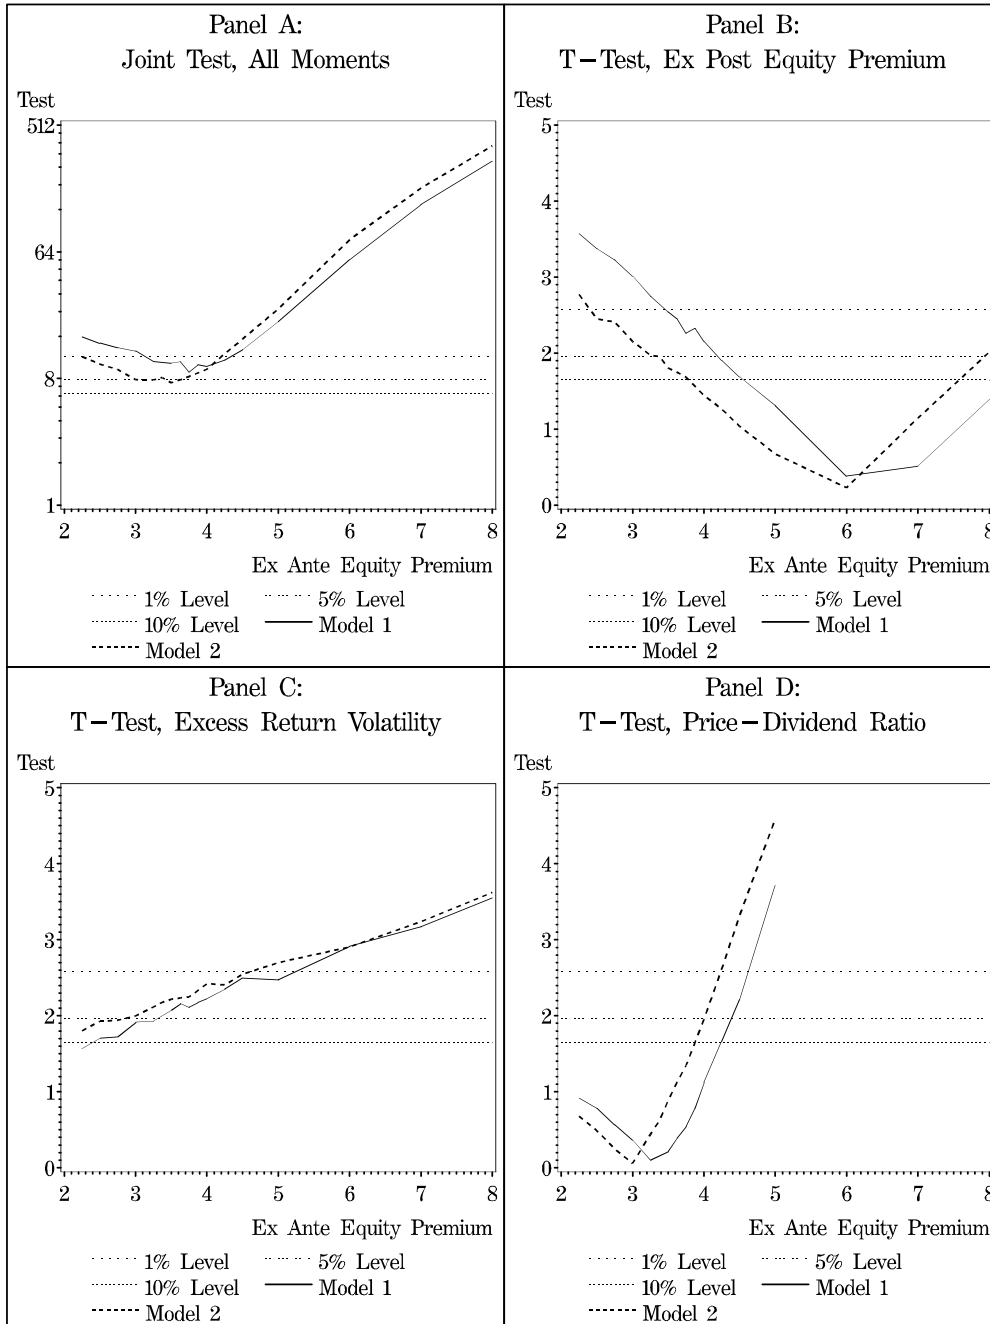 Panel A:
Joint Test, All Moments
Test
512
64
8
1
2 3 4 5 6 7 8
Ex Ante Equity Premium
1% Level 5% Level
10% Level Model 1
Model 2
Panel B:
T-Test, Ex Post Equity Premium
Test
5
4
3
2
1
0
2 3 4 5 6 7 8
Ex Ante Equity Premium
1% Level 5% Level
10% Level Model 1
Model 2
Panel C:
T-Test, Excess Return Volatility
Test
5
4
3
2
1
0
2 3 4 5 6 7 8
Ex Ante Equity Premium
1% Level 5% Level
10% Level Model 1
Model 2
Panel D:
T-Test, Price-Dividend Ratio
Test
5
4
3
2
1
0
2 3 4 5 6 7 8
Ex Ante Equity Premium
1% Level 5% Level
10% Level Model 1
Model 2